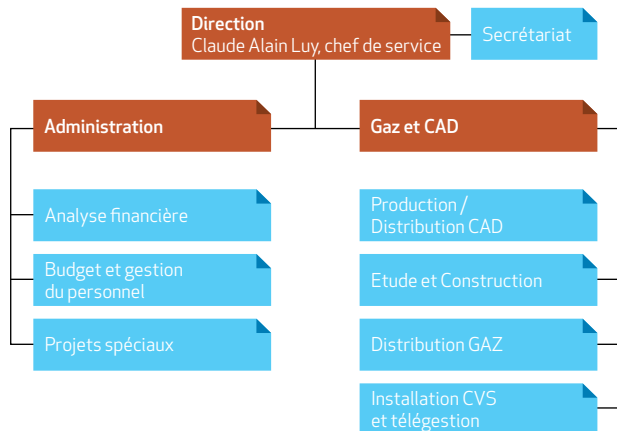 Direction
Claude Alain Luy, chef de service
Secrétariat
Administration
Gaz et CAD
Analyse financière
Budget et gestion
du personnel
Projets spéciaux
Production /
Distribution CAD
Etude et Construction
Distribution GAZ
Installation CVS
et télégestion